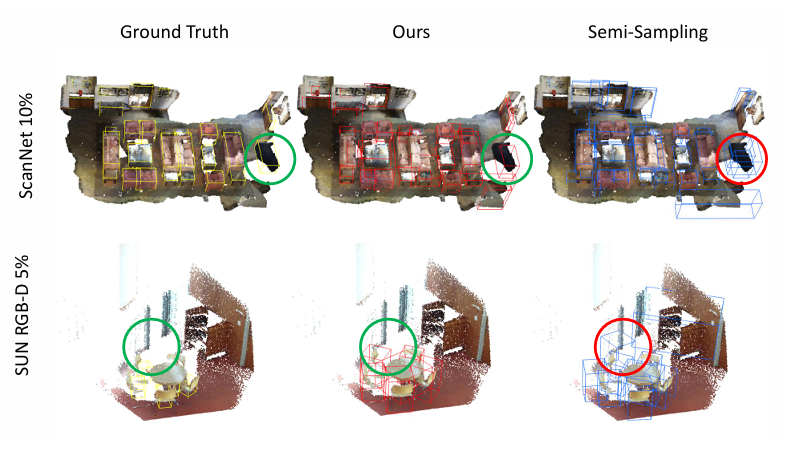 Ground Truth
Ours
Semi-Sampling
ScanNet 10%
SUN RGB-D 5%